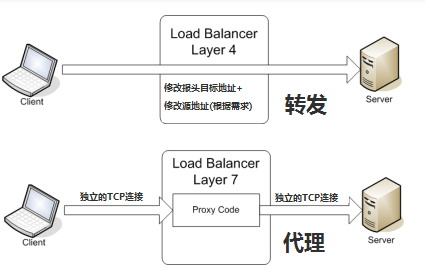 Load Balancer
Layer 4
修改报头目标地址+
修改源地址(根据需求)
转发
Client
Server
Load Balancer
Layer 7
独立的TCP连接
Proxy Code
独立的TCP连接
代理
Client
Server